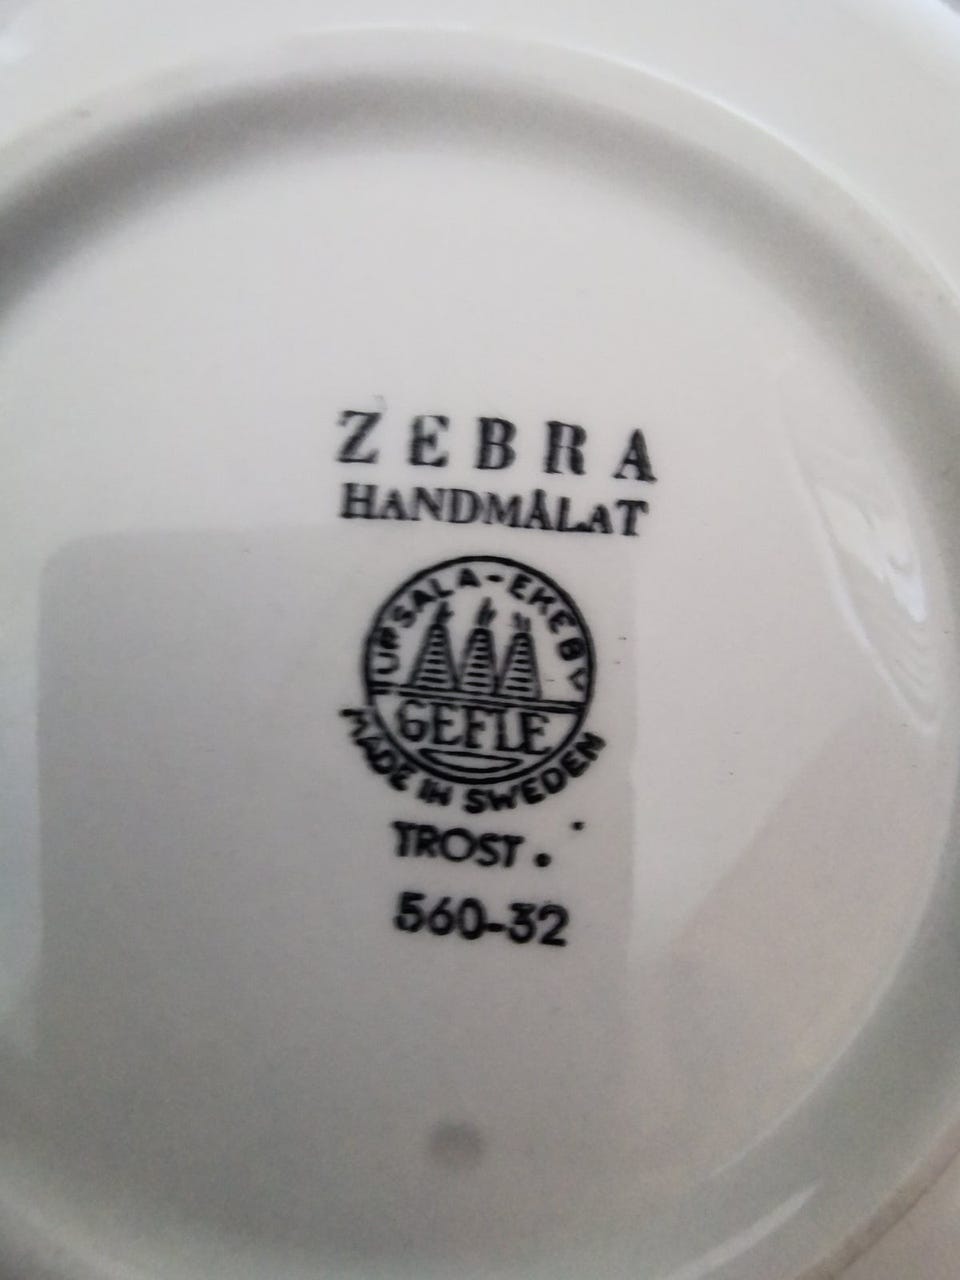 ZEBRA
HANDMÅLAT
UPSALA-EKEBY
GEFLE
MADE IN SWEDEN
TROST.
560-32